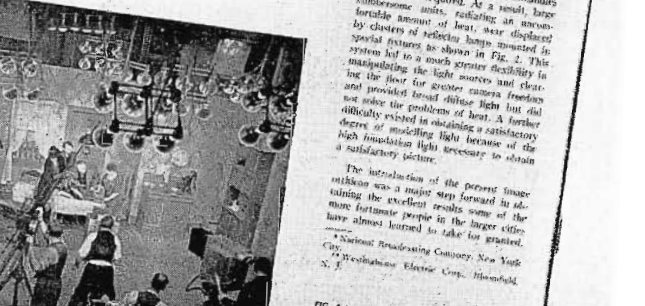 quired. As a result, large
cumbersome units, radiating an uncom-
fortable amount of heat, were displaced
by clusters of reflector lamps mounted in
special fixtures as shown in Fig. 2. This
system led to a much greater flexibility in
manipulating the light sources and clear-
ing the floor for greater camera freedom
and provided broad diffuse light but did
not solve the problems of heat. A further
difficulty existed in obtaining a satisfactory
degree of modelling light because of the
high foundation light necessary to obtain
a satisfactory picture.
The introduction of the present image
orthicon was a major step forward in ob-
taining the excellent results some of the
more fortunate people in the larger cities
have almost learned to take for granted.
* National Broadcasting Company, New York
City.
** Westinghouse Electric Corp., Bloomfield,
N. J.